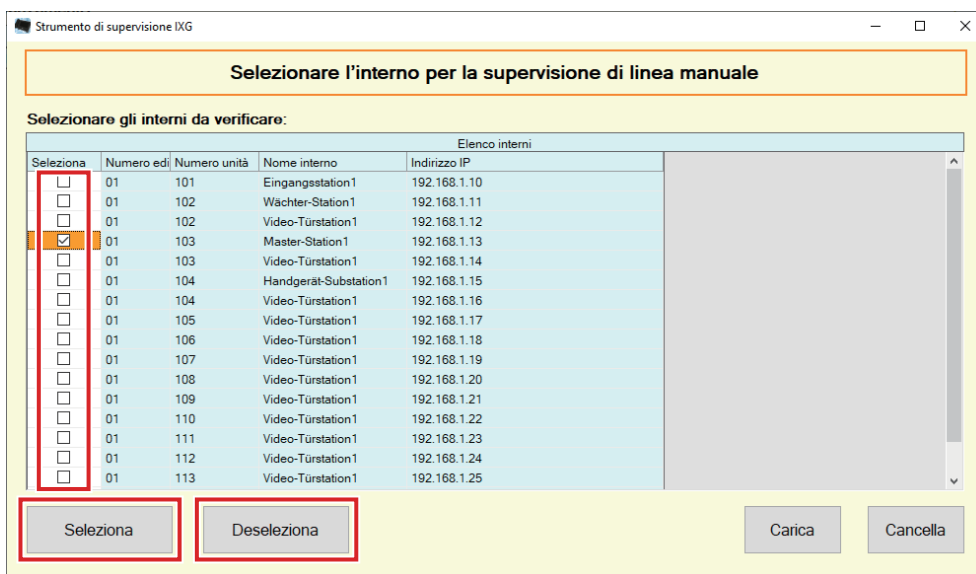 Strumento di supervisione IXG
Selezionare l'interno per la supervisione di linea manuale
Selezionare gli interni da verificare:
Elenco interni
Seleziona Numero edi Numero unità Nome interno Indirizzo IP
01 101 Eingangsstation1 192.168.1.10
01 102 Wächter-Station1 192.168.1.11
01 102 Video-Türstation1 192.168.1.12
01 103 Master-Station1 192.168.1.13
01 103 Video-Türstation1 192.168.1.14
01 104 Handgerät-Substation1 192.168.1.15
01 104 Video-Türstation1 192.168.1.16
01 105 Video-Türstation1 192.168.1.17
01 106 Video-Türstation1 192.168.1.18
01 107 Video-Türstation1 192.168.1.19
01 108 Video-Türstation1 192.168.1.20
01 109 Video-Türstation1 192.168.1.21
01 110 Video-Türstation1 192.168.1.22
01 111 Video-Türstation1 192.168.1.23
01 112 Video-Türstation1 192.168.1.24
01 113 Video-Türstation1 192.168.1.25
Seleziona Deseleziona Carica Cancella